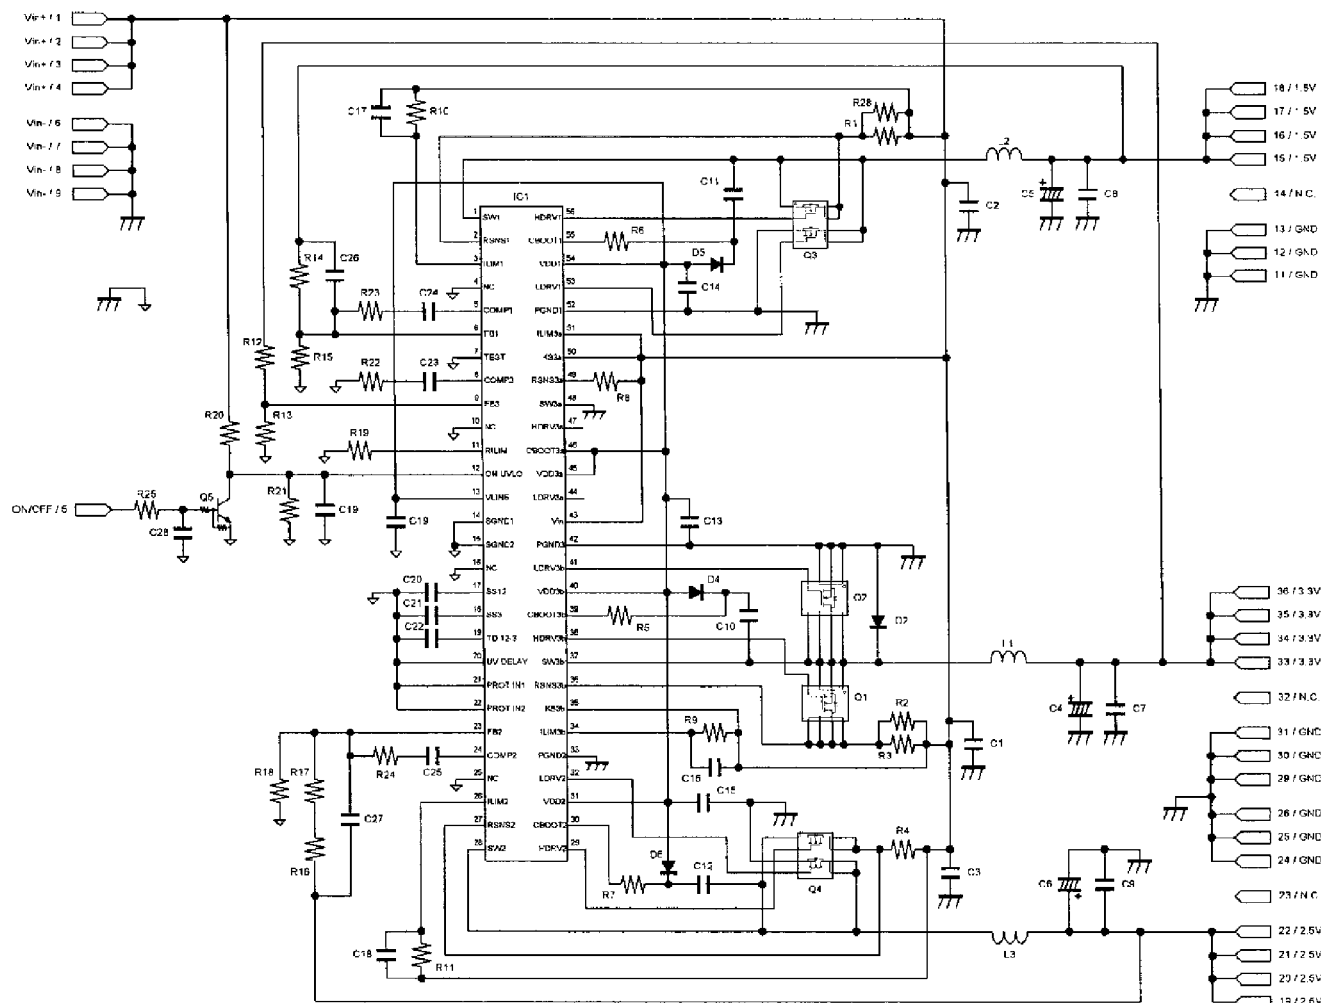 Vin+ / 1
Vin+ / 2
Vin+ / 3
Vin+ / 4
Vin- / 6
Vin- / 7
Vin- / 8
Vin- / 9
ON/OFF / 5
C17
R10
R28
R1
L2
C5
C8
C2
C11
Q3
R6
D5
C14
R14
C26
R23
C24
R12
R15
R22
C23
R8
R20
R13
R19
R25
Q5
R21
C19
C28
C19
C13
C20
C21
C22
D4
R5
C10
Q2
D2
L1
Q1
R2
R3
C4
C7
C1
R9
C16
C15
R18
R17
R24
C25
C27
R16
D6
R7
C12
Q4
R4
C3
C6
C9
C18
R11
L3
IC1
1 SW1
2 RSNS1
3 ILIM1
4 NC
5 COMP1
6 FB1
7 TEST
8 COMP3
9 FB3
10 NC
11 RILIM
12 ON UVLO
13 VLIN5
14 SGND1
15 SGND2
16 NC
17 SS12
18 SS3
19 TD 12-3
20 UV DELAY
21 PROT IN1
22 PROT IN2
23 FB2
24 COMP2
25 NC
26 ILIM2
27 RSNS2
28 SW2
HDRV1 56
CBOOT1 55
VDD1 54
LDRV1 53
PGND1 52
ILIM3a 51
KS3a 50
RSNS3a 49
SW3a 48
HDRV3a 47
CBOOT3a 46
VDD3a 45
LDRV3a 44
Vin 43
PGND3 42
LDRV3b 41
VDD3b 40
CBOOT3b 39
HDRV3b 38
SW3b 37
RSNS3b 36
KS3b 35
ILIM3b 34
PGND2 33
LDRV2 32
VDD2 31
CBOOT2 30
HDRV2 29
18 / 1.5V
17 / 1.5V
16 / 1.5V
15 / 1.5V
14 / N.C.
13 / GND
12 / GND
11 / GND
36 / 3.3V
35 / 3.3V
34 / 3.3V
33 / 3.3V
32 / N.C.
31 / GND
30 / GND
29 / GND
26 / GND
25 / GND
24 / GND
23 / N.C.
22 / 2.5V
21 / 2.5V
20 / 2.5V
19 / 2.5V